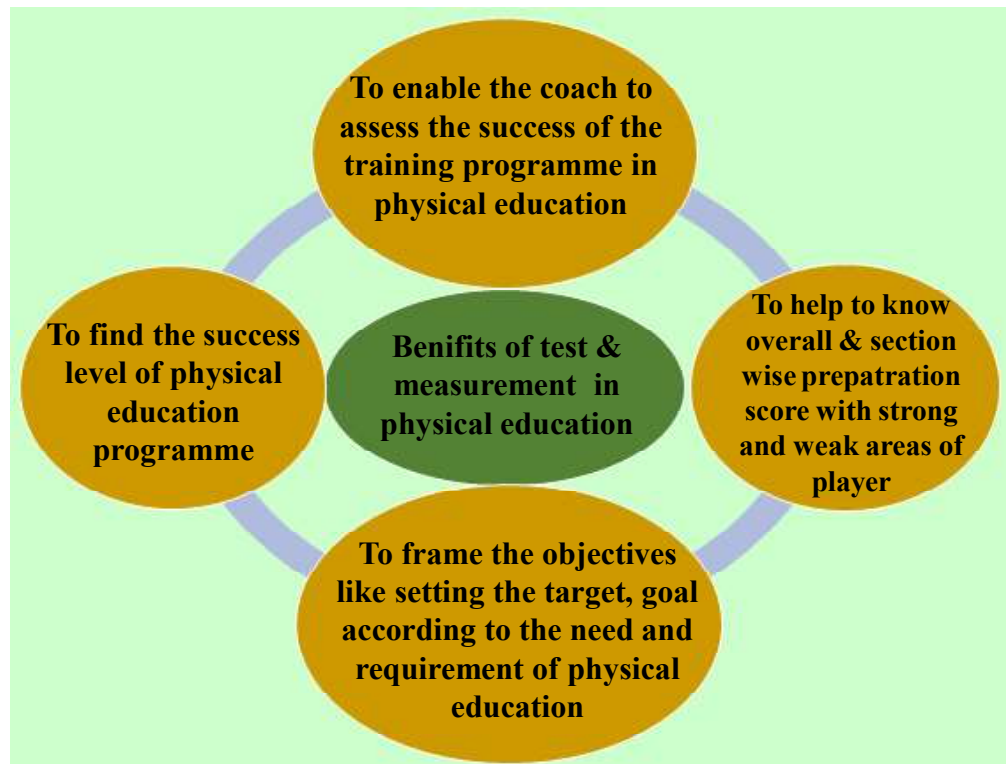 To enable the coach to
assess the success of the
training programme in
physical education
To find the success
level of physical
education
programme
Benifits of test &
measurement in
physical education
To help to know
overall & section
wise prepatration
score with strong
and weak areas of
player
To frame the objectives
like setting the target, goal
according to the need and
requirement of physical
education